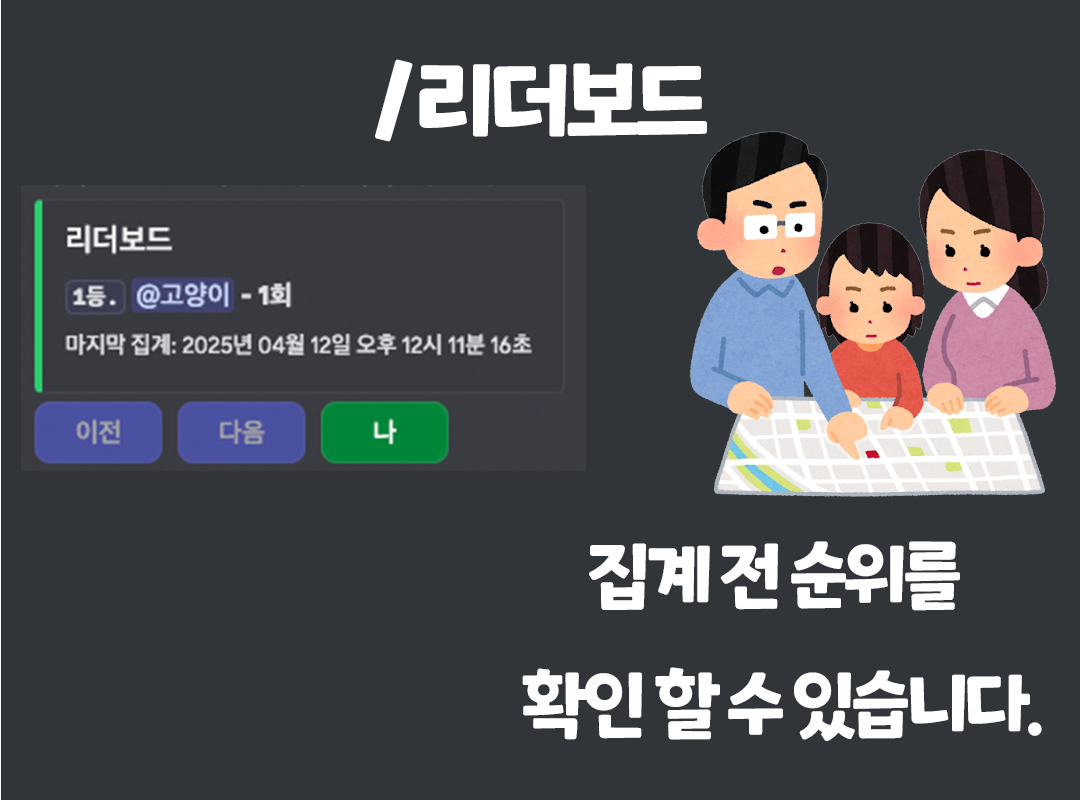 /리더보드
리더보드
1등. @고양이 - 1회
마지막 집계: 2025년 04월 12일 오후 12시 11분 16초
이전 다음 나
집계 전 순위를
확인 할 수 있습니다.